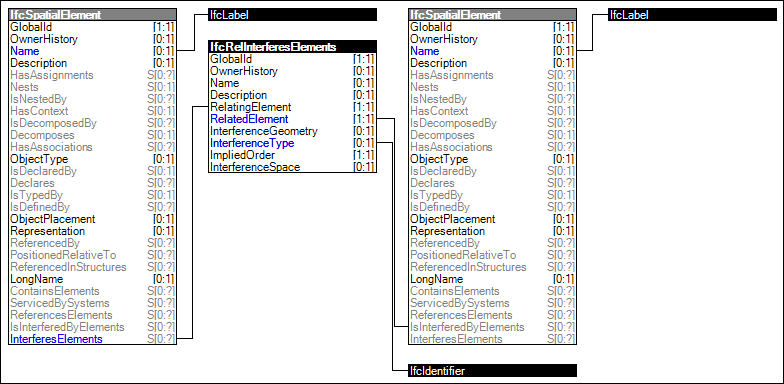 IfcSpatialElement
GlobalId [1:1]
OwnerHistory [0:1]
Name [0:1]
Description [0:1]
HasAssignments S[0:?]
Nests S[0:1]
IsNestedBy S[0:?]
HasContext S[0:1]
IsDecomposedBy S[0:?]
Decomposes S[0:1]
HasAssociations S[0:?]
ObjectType [0:1]
IsDeclaredBy S[0:1]
Declares S[0:?]
IsTypedBy S[0:1]
IsDefinedBy S[0:?]
ObjectPlacement [0:1]
Representation [0:1]
ReferencedBy S[0:?]
PositionedRelativeTo S[0:?]
ReferencedInStructures S[0:?]
LongName [0:1]
ContainsElements S[0:?]
ServicedBySystems S[0:?]
ReferencesElements S[0:?]
IsInterferedByElements S[0:?]
InterferesElements S[0:?]
IfcLabel
IfcRelInterferesElements
GlobalId [1:1]
OwnerHistory [0:1]
Name [0:1]
Description [0:1]
RelatingElement [1:1]
RelatedElement [1:1]
InterferenceGeometry [0:1]
InterferenceType [0:1]
ImpliedOrder [1:1]
InterferenceSpace [0:1]
IfcSpatialElement
GlobalId [1:1]
OwnerHistory [0:1]
Name [0:1]
Description [0:1]
HasAssignments S[0:?]
Nests S[0:1]
IsNestedBy S[0:?]
HasContext S[0:1]
IsDecomposedBy S[0:?]
Decomposes S[0:1]
HasAssociations S[0:?]
ObjectType [0:1]
IsDeclaredBy S[0:1]
Declares S[0:?]
IsTypedBy S[0:1]
IsDefinedBy S[0:?]
ObjectPlacement [0:1]
Representation [0:1]
ReferencedBy S[0:?]
PositionedRelativeTo S[0:?]
ReferencedInStructures S[0:?]
LongName [0:1]
ContainsElements S[0:?]
ServicedBySystems S[0:?]
ReferencesElements S[0:?]
IsInterferedByElements S[0:?]
InterferesElements S[0:?]
IfcLabel
IfcIdentifier